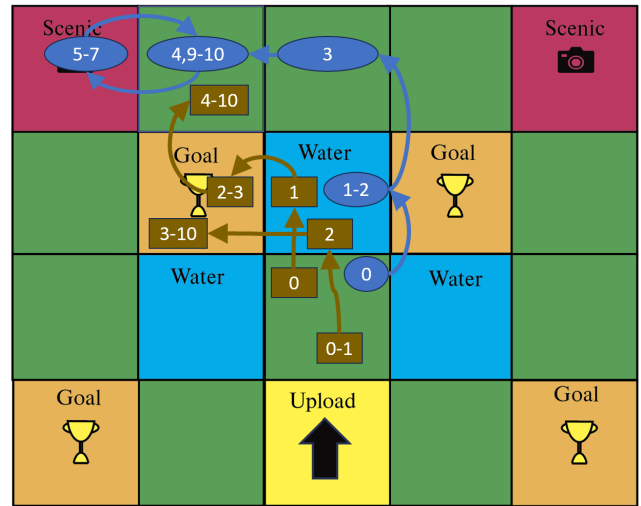 Scenic
Scenic
5-7
4,9-10
3
4-10
Goal
Water
Goal
2-3
1
1-2
3-10
2
Water
0
0
Water
0-1
Goal
Upload
Goal